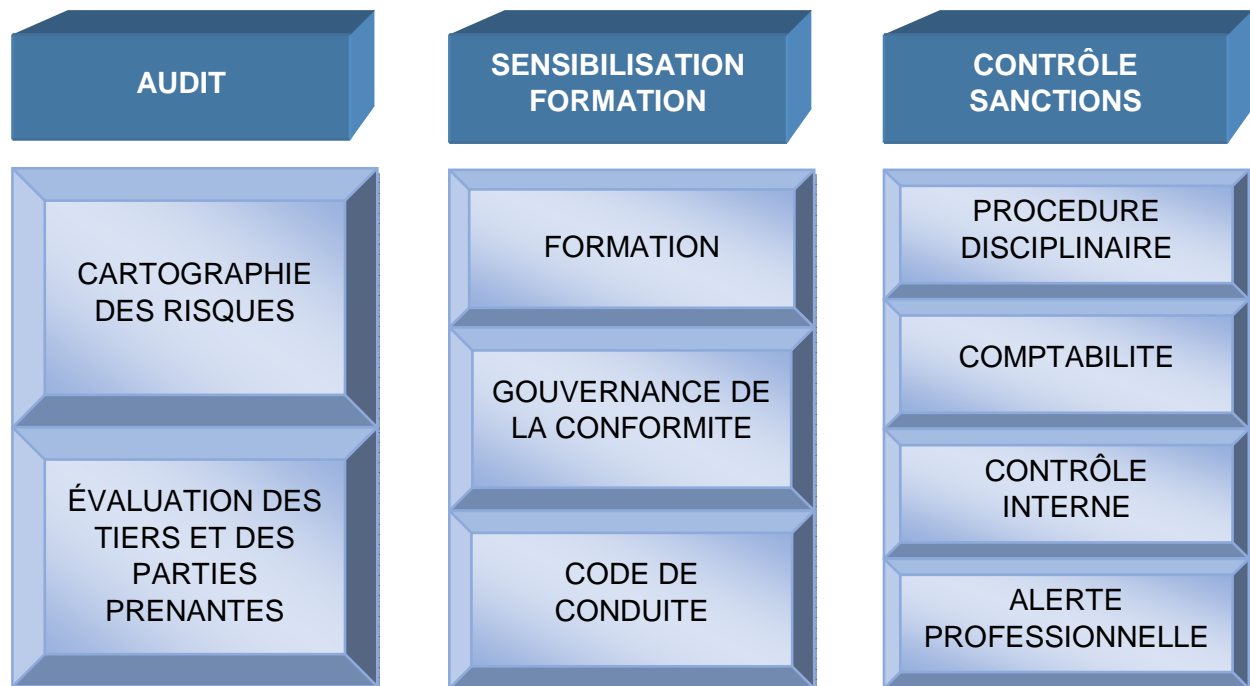 AUDIT
CARTOGRAPHIE
DES RISQUES
ÉVALUATION DES
TIERS ET DES
PARTIES
PRENANTES
SENSIBILISATION
FORMATION
FORMATION
GOUVERNANCE DE
LA CONFORMITE
CODE DE
CONDUITE
CONTRÔLE
SANCTIONS
PROCEDURE
DISCIPLINAIRE
COMPTABILITE
CONTRÔLE
INTERNE
ALERTE
PROFESSIONNELLE